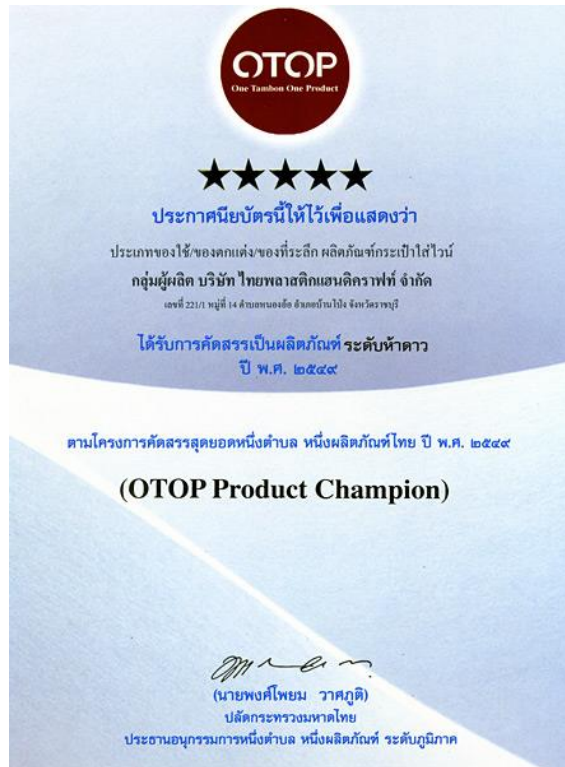 OTOP
One Tambon One Product
ประกาศนียบัตรนี้ให้ไว้เพื่อแสดงว่า
ประเภทของใช้/ของตกแต่ง/ของที่ระลึก ผลิตภัณฑ์กระเป๋าใส่ไวน์
กลุ่มผู้ผลิต บริษัท ไทยพลาสติกแฮนดิคราฟท์ จำกัด
เลขที่ 221/1 หมู่ที่ 14 ตำบลหนองอ้อ อำเภอบ้านโป่ง จังหวัดราชบุรี
ได้รับการคัดสรรเป็นผลิตภัณฑ์ ระดับห้าดาว
ปี พ.ศ. ๒๕๔๙
ตามโครงการคัดสรรสุดยอดหนึ่งตำบล หนึ่งผลิตภัณฑ์ไทย ปี พ.ศ. ๒๕๔๙
(OTOP Product Champion)
(นายพงศ์โพยม วาศภูติ)
ปลัดกระทรวงมหาดไทย
ประธานอนุกรรมการหนึ่งตำบล หนึ่งผลิตภัณฑ์ ระดับภูมิภาค